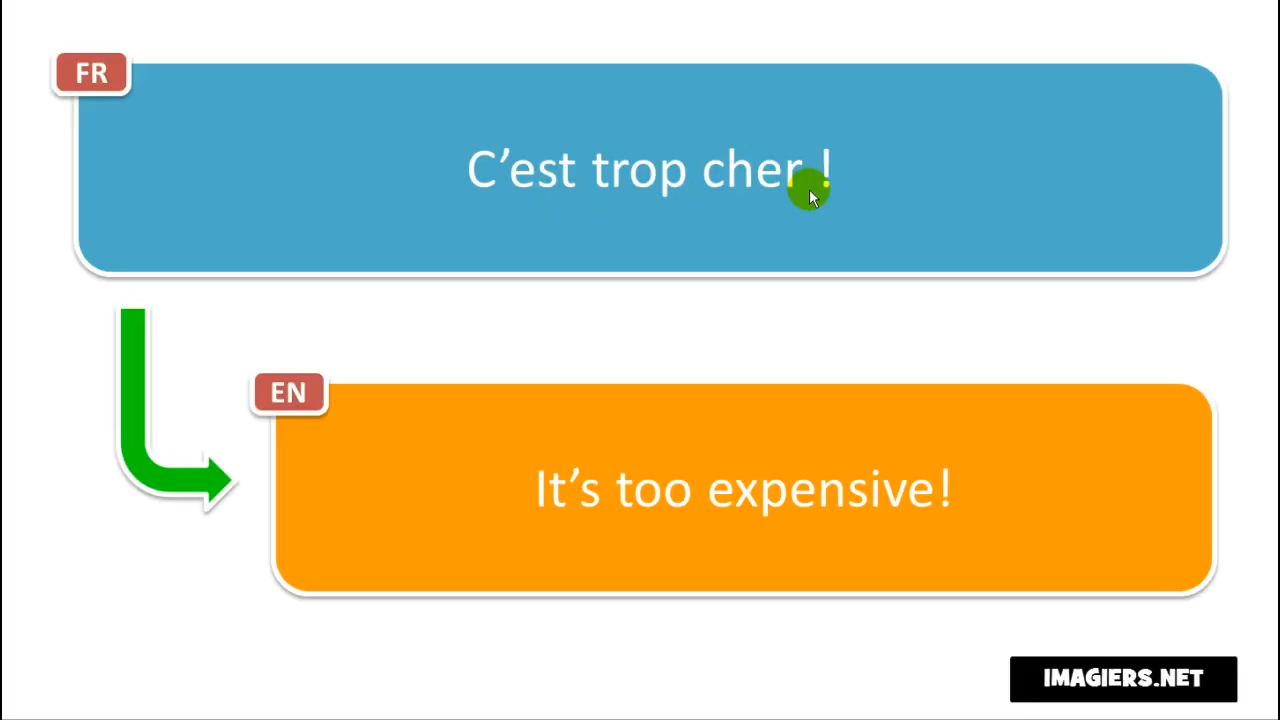 FR
C’est trop cher !
EN
It’s too expensive!
IMAGIERS.NET